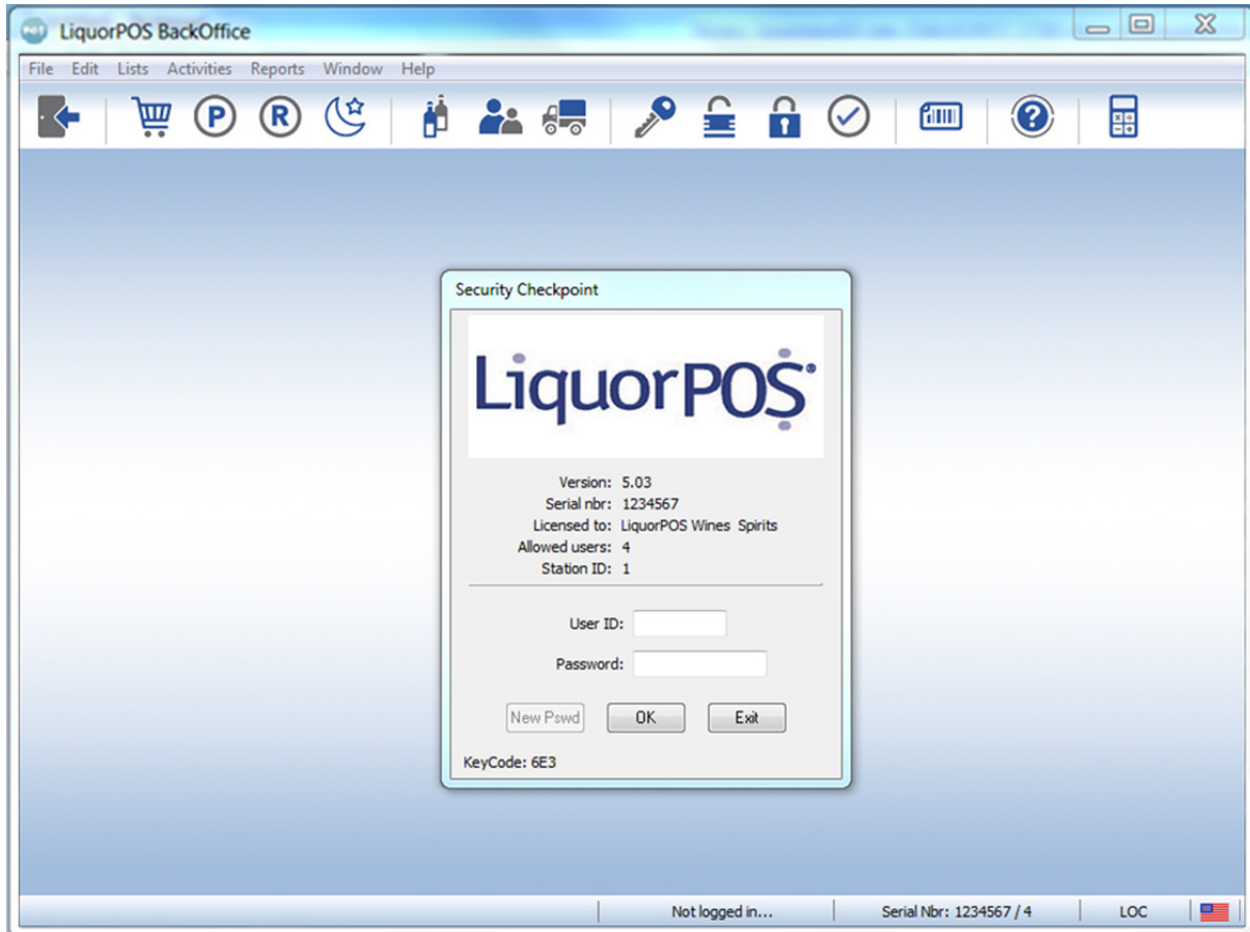 LiquorPOS BackOffice
File Edit Lists Activities Reports Window Help
P R
Security Checkpoint
LiquorPOS®
Version: 5.03
Serial nbr: 1234567
Licensed to: LiquorPOS Wines Spirits
Allowed users: 4
Station ID: 1
User ID:
Password:
New Pswd OK Exit
KeyCode: 6E3
Not logged in... Serial Nbr: 1234567 / 4 LOC